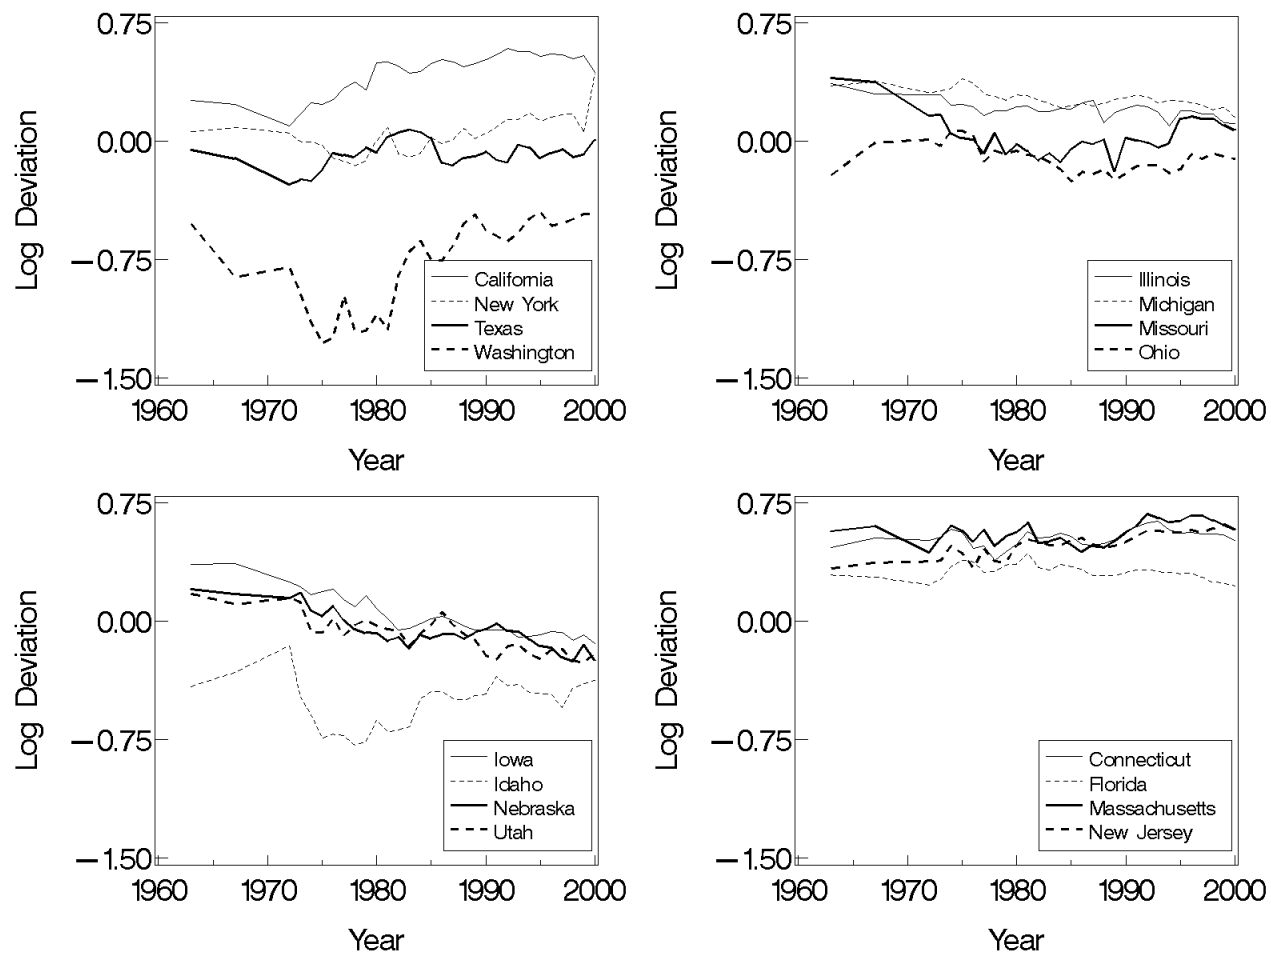 0.75
0.00
−0.75
−1.50
Log Deviation
California
New York
Texas
Washington
1960 1970 1980 1990 2000
Year
0.75
0.00
−0.75
−1.50
Log Deviation
Illinois
Michigan
Missouri
Ohio
1960 1970 1980 1990 2000
Year
0.75
0.00
−0.75
−1.50
Log Deviation
Iowa
Idaho
Nebraska
Utah
1960 1970 1980 1990 2000
Year
0.75
0.00
−0.75
−1.50
Log Deviation
Connecticut
Florida
Massachusetts
New Jersey
1960 1970 1980 1990 2000
Year